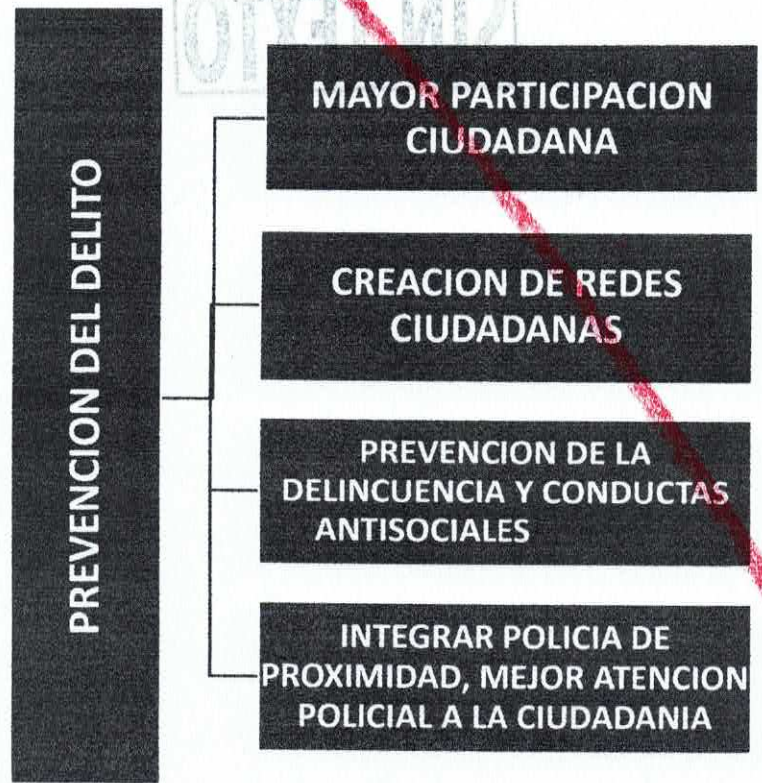 PREVENCION DEL DELITO
MAYOR PARTICIPACION
CIUDADANA
CREACION DE REDES
CIUDADANAS
PREVENCION DE LA
DELINCUENCIA Y CONDUCTAS
ANTISOCIALES
INTEGRAR POLICIA DE
PROXIMIDAD, MEJOR ATENCION
POLICIAL A LA CIUDADANIA